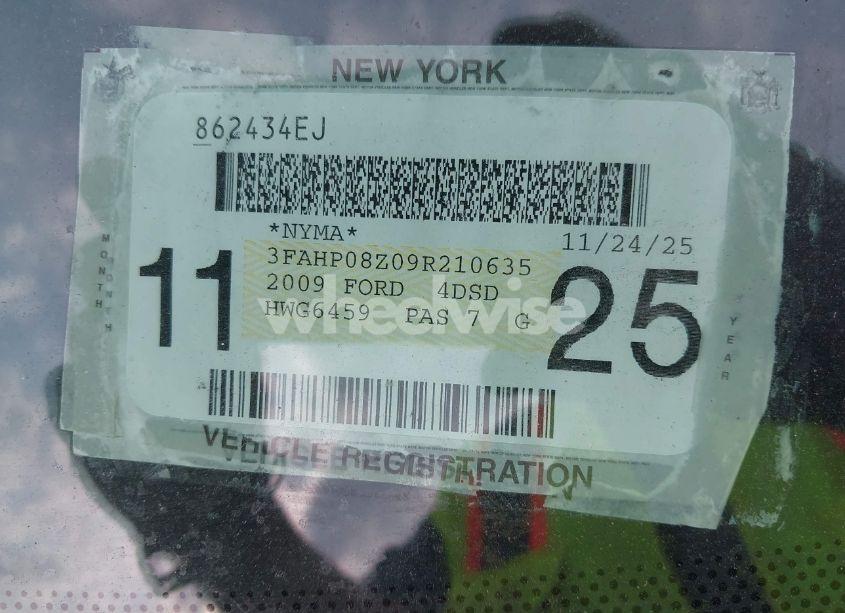 NEW YORK
862434EJ
*NYMA*
11/24/25
3FAHP08Z09R210635
2009 FORD 4DSD
HWG6459 PAS 7 G
11
25
MONTH
MONTH
YEAR
wheelwise
VEHICLE REGISTRATION